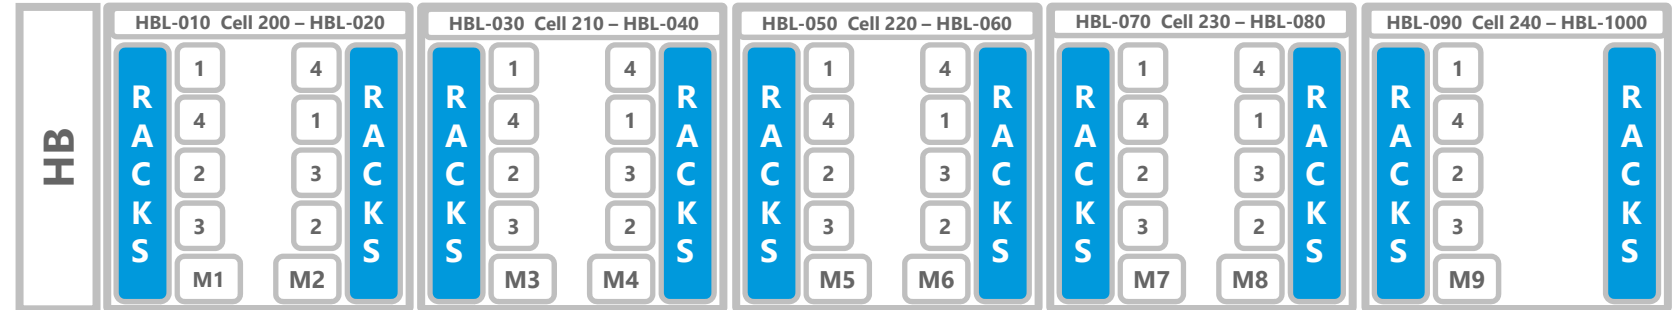 HB
HBL-010 Cell 200 – HBL-020
RACKS
1 4
4 1
2 3
3 2
M1 M2
RACKS
HBL-030 Cell 210 – HBL-040
RACKS
1 4
4 1
2 3
3 2
M3 M4
RACKS
HBL-050 Cell 220 – HBL-060
RACKS
1 4
4 1
2 3
3 2
M5 M6
RACKS
HBL-070 Cell 230 – HBL-080
RACKS
1 4
4 1
2 3
3 2
M7 M8
RACKS
HBL-090 Cell 240 – HBL-1000
RACKS
1
4
2
3
M9
RACKS